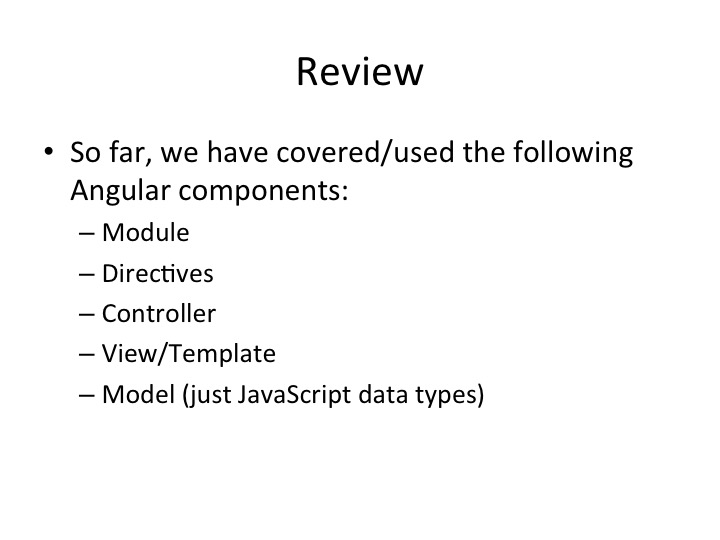 Review
• So far, we have covered/used the following
Angular components:
– Module
– Directives
– Controller
– View/Template
– Model (just JavaScript data types)